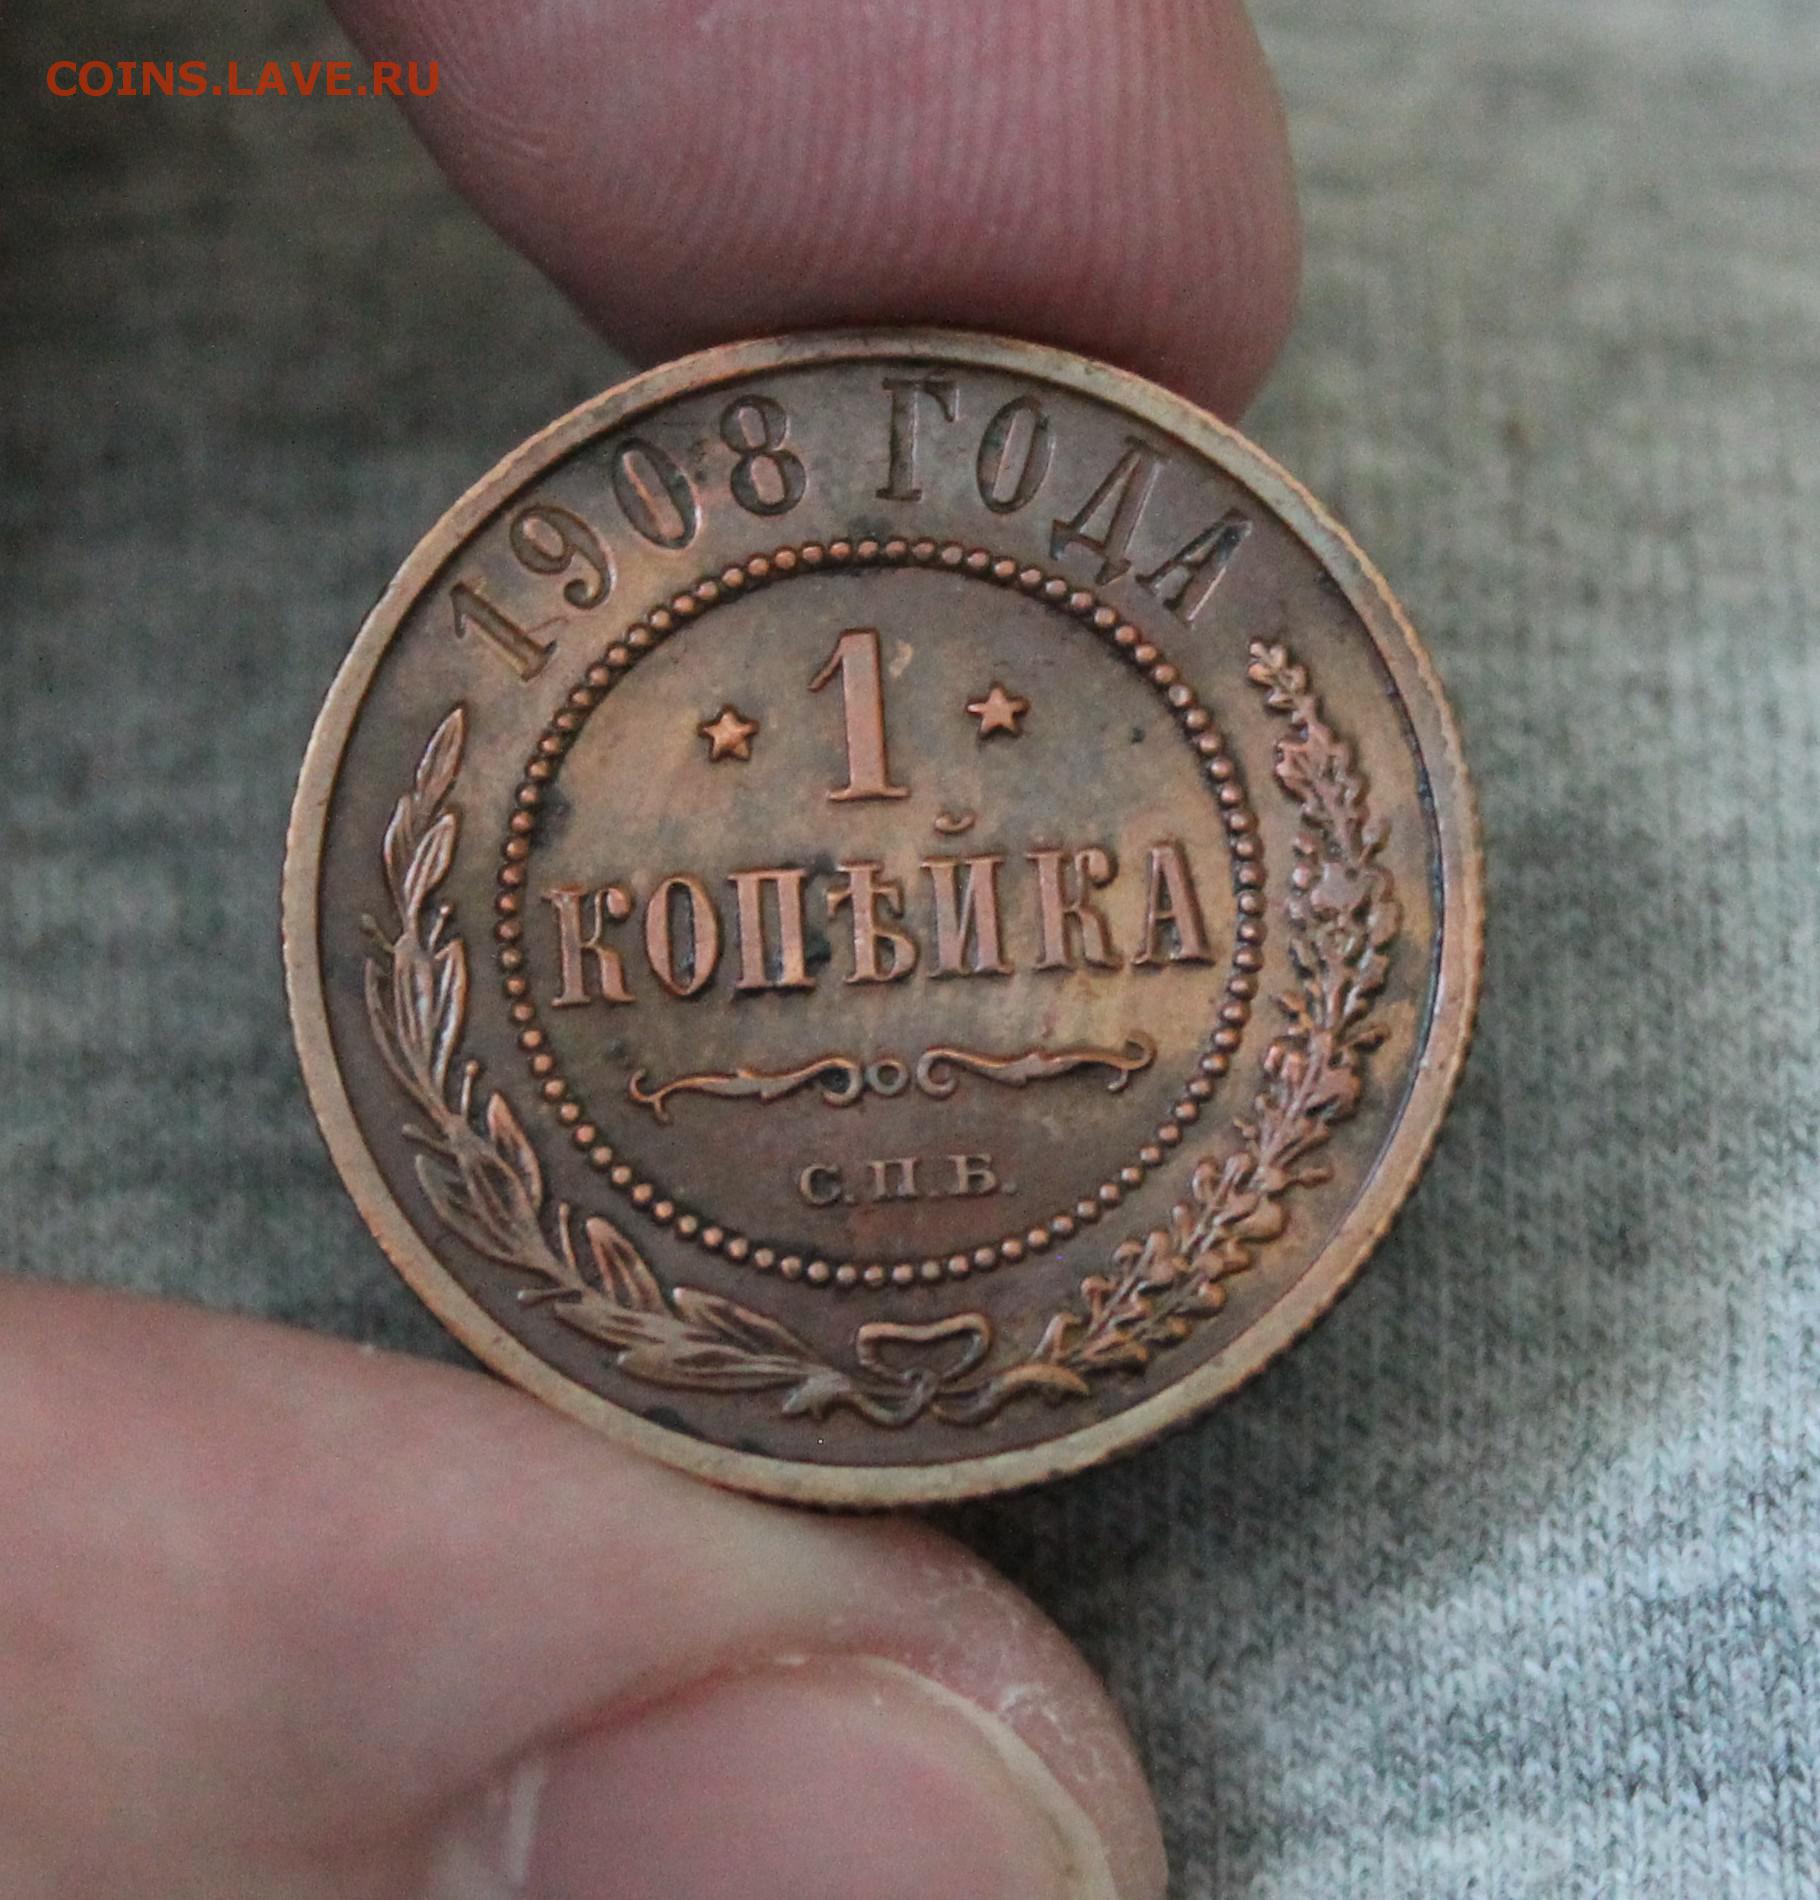 COINS.LAVE.RU
1908 ГОДА
1
КОПѢЙКА
С.П.Б.